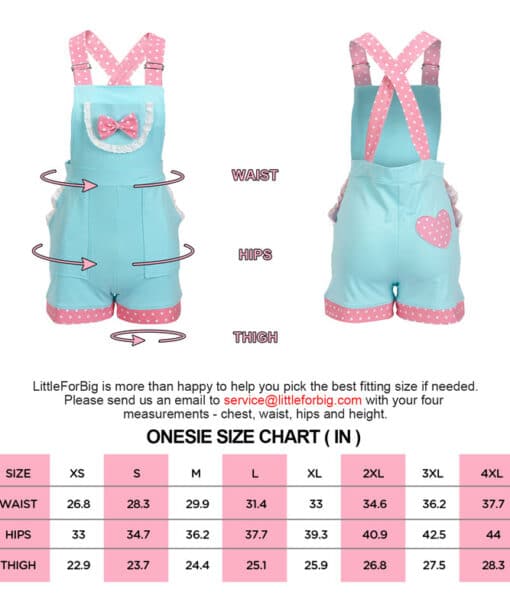 WAIST
HIPS
THIGH
LittleForBig is more than happy to help you pick the best fitting size if needed.
Please send us an email to service@littleforbig.com with your four
measurements - chest, waist, hips and height.
ONESIE SIZE CHART ( IN )
SIZE XS S M L XL 2XL 3XL 4XL
WAIST 26.8 28.3 29.9 31.4 33 34.6 36.2 37.7
HIPS 33 34.7 36.2 37.7 39.3 40.9 42.5 44
THIGH 22.9 23.7 24.4 25.1 25.9 26.8 27.5 28.3